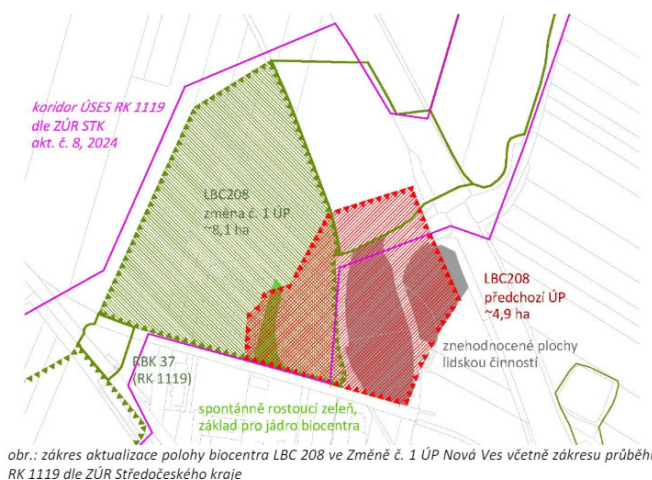 koridor ÚSES RK 1119
dle ZÚR STK
akt. č. 8, 2024
LBC208
změna č. 1 ÚP
~8,1 ha
LBC208
předchozí ÚP
~4,9 ha
znehodnocené plochy
lidskou činností
RBK 37
(RK 1119)
spontánně rostoucí zeleň,
základ pro jádro biocentra
obr.: zákres aktualizace polohy biocentra LBC 208 ve Změně č. 1 ÚP Nová Ves včetně zákresu průběhu
RK 1119 dle ZÚR Středočeského kraje